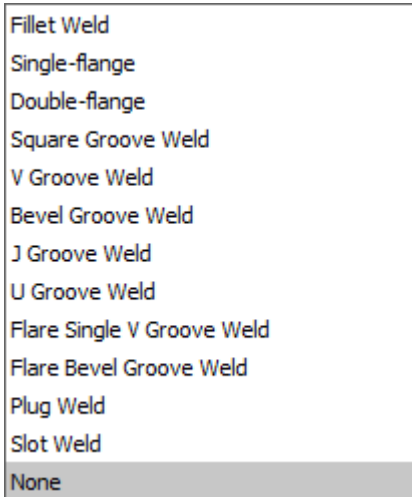 Fillet Weld
Single-flange
Double-flange
Square Groove Weld
V Groove Weld
Bevel Groove Weld
J Groove Weld
U Groove Weld
Flare Single V Groove Weld
Flare Bevel Groove Weld
Plug Weld
Slot Weld
None